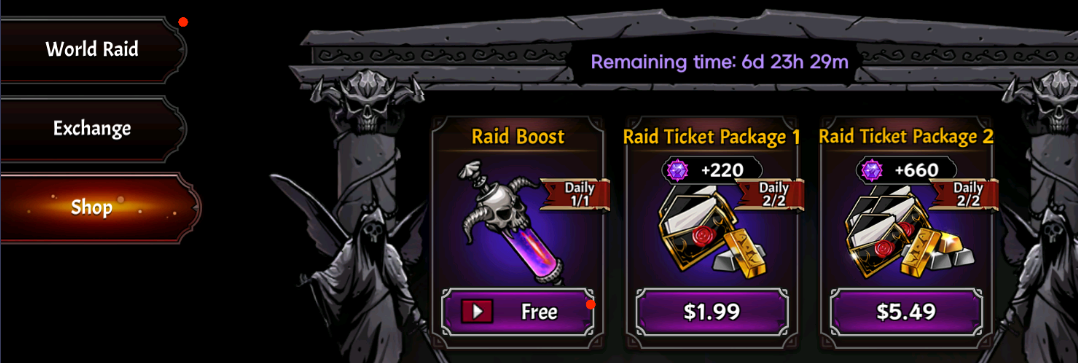 World Raid
Exchange
Shop
Remaining time: 6d 23h 29m
Raid Boost
Daily
1/1
Free
Raid Ticket Package 1
+220
Daily
2/2
$1.99
Raid Ticket Package 2
+660
Daily
2/2
$5.49